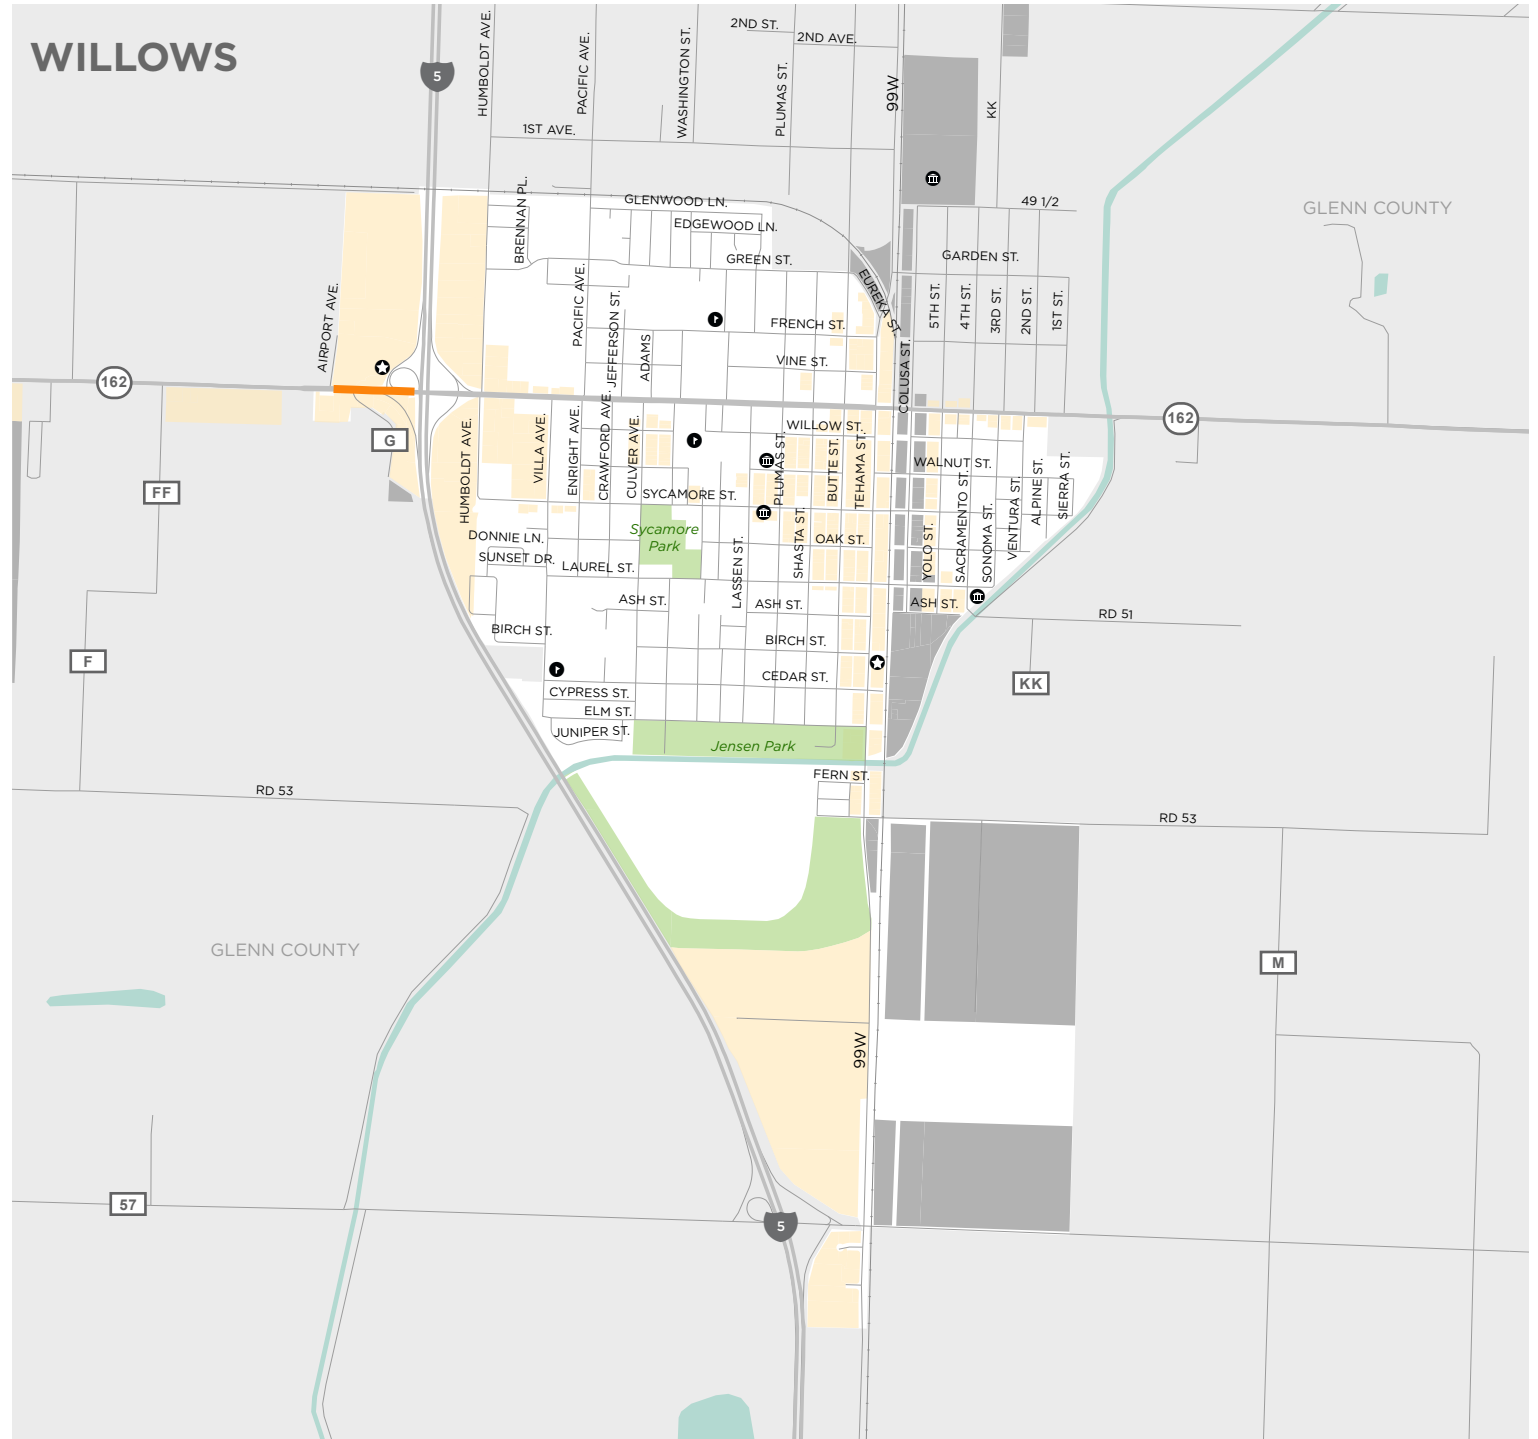 WILLOWS
5
HUMBOLDT AVE.
PACIFIC AVE.
WASHINGTON ST.
2ND ST.
2ND AVE.
PLUMAS ST.
99W
KK
1ST AVE.
49 1/2
GLENN COUNTY
BRENNAN PL.
GLENWOOD LN.
EDGEWOOD LN.
GREEN ST.
GARDEN ST.
EUREKA ST.
AIRPORT AVE.
PACIFIC AVE.
JEFFERSON ST.
ADAMS
FRENCH ST.
VINE ST.
COLUSA ST.
5TH ST.
4TH ST.
3RD ST.
2ND ST.
1ST ST.
162
162
G
HUMBOLDT AVE.
VILLA AVE.
ENRIGHT AVE.
CRAWFORD AVE.
CULVER AVE.
WILLOW ST.
PLUMAS ST.
BUTTE ST.
TEHAMA ST.
WALNUT ST.
SACRAMENTO ST.
SONOMA ST.
VENTURA ST.
ALPINE ST.
SIERRA ST.
FF
SYCAMORE ST.
Sycamore
Park
DONNIE LN.
SUNSET DR.
LAUREL ST.
LASSEN ST.
SHASTA ST.
OAK ST.
YOLO ST.
ASH ST.
ASH ST.
ASH ST.
RD 51
BIRCH ST.
BIRCH ST.
F
CEDAR ST.
KK
CYPRESS ST.
ELM ST.
JUNIPER ST.
Jensen Park
FERN ST.
RD 53
RD 53
GLENN COUNTY
M
99W
57
5